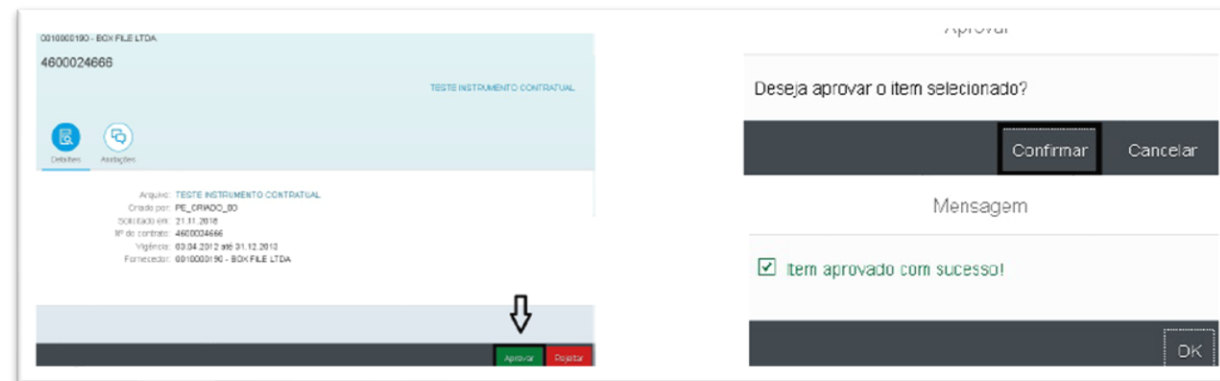 0010000190 - BOX FILE LTDA
4600024666
TESTE INSTRUMENTO CONTRATUAL
Detalhes
Anotações
Arquivo: TESTE INSTRUMENTO CONTRATUAL
Criado por: PE_CRIADO_80
Solicitado em: 21.11.2018
Nº do contrato: 4600024666
Vigência: 03.04.2012 até 31.12.2013
Fornecedor: 0010000190 - BOX FILE LTDA
Aprovar
Rejeitar
Aprovar
Deseja aprovar o item selecionado?
Confirmar
Cancelar
Mensagem
Item aprovado com sucesso!
OK